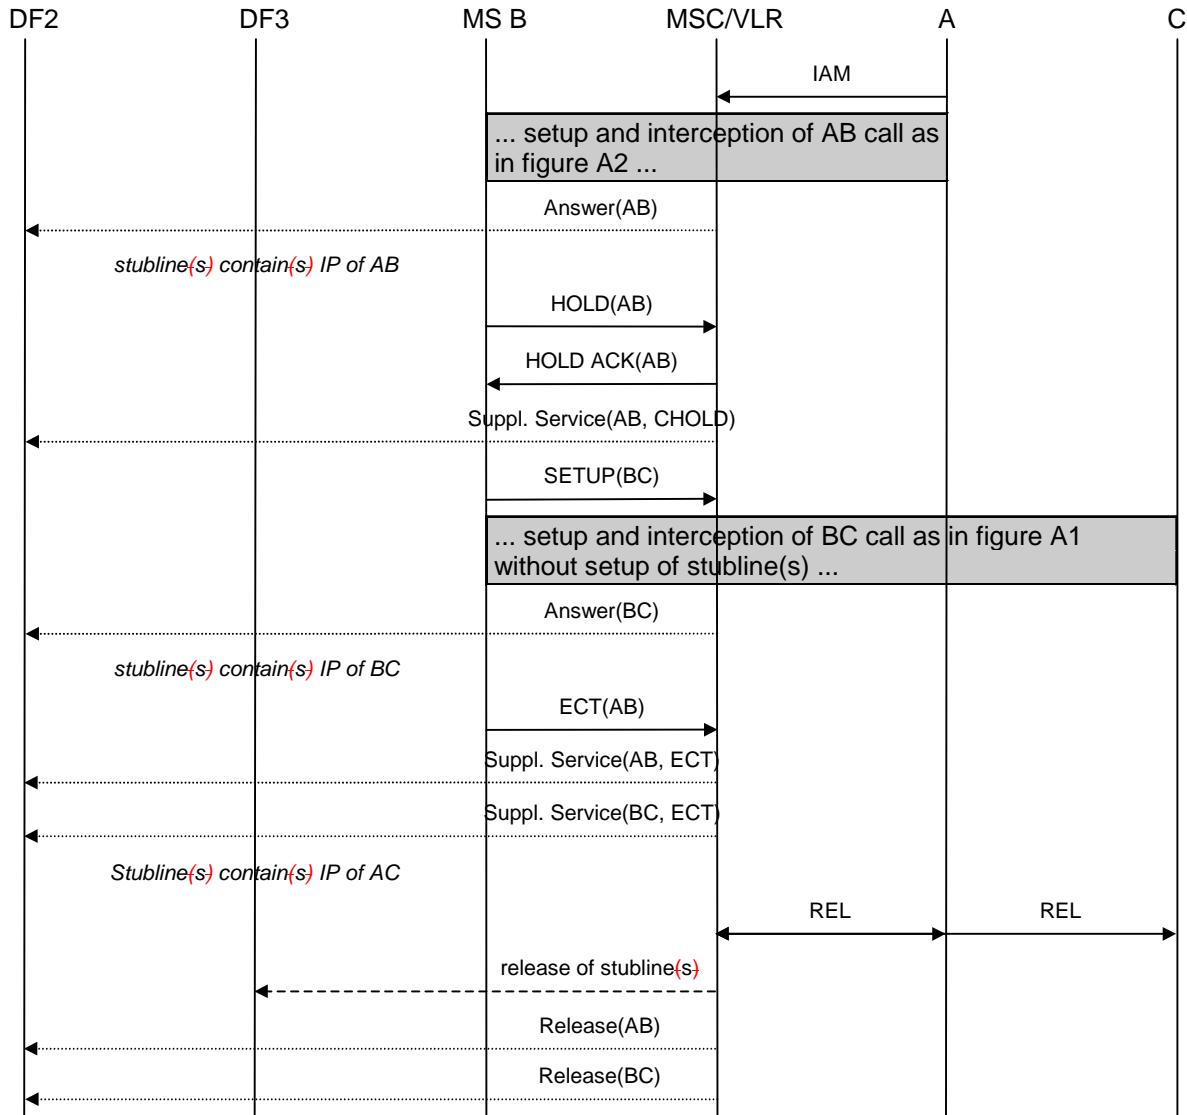 DF2 DF3 MS B MSC/VLR A C
IAM
... setup and interception of AB call as
in figure A2 ...
Answer(AB)
stubline(s) contain(s) IP of AB
HOLD(AB)
HOLD ACK(AB)
Suppl. Service(AB, CHOLD)
SETUP(BC)
... setup and interception of BC call as in figure A1
without setup of stubline(s) ...
Answer(BC)
stubline(s) contain(s) IP of BC
ECT(AB)
Suppl. Service(AB, ECT)
Suppl. Service(BC, ECT)
Stubline(s) contain(s) IP of AC
REL REL
release of stubline(s)
Release(AB)
Release(BC)